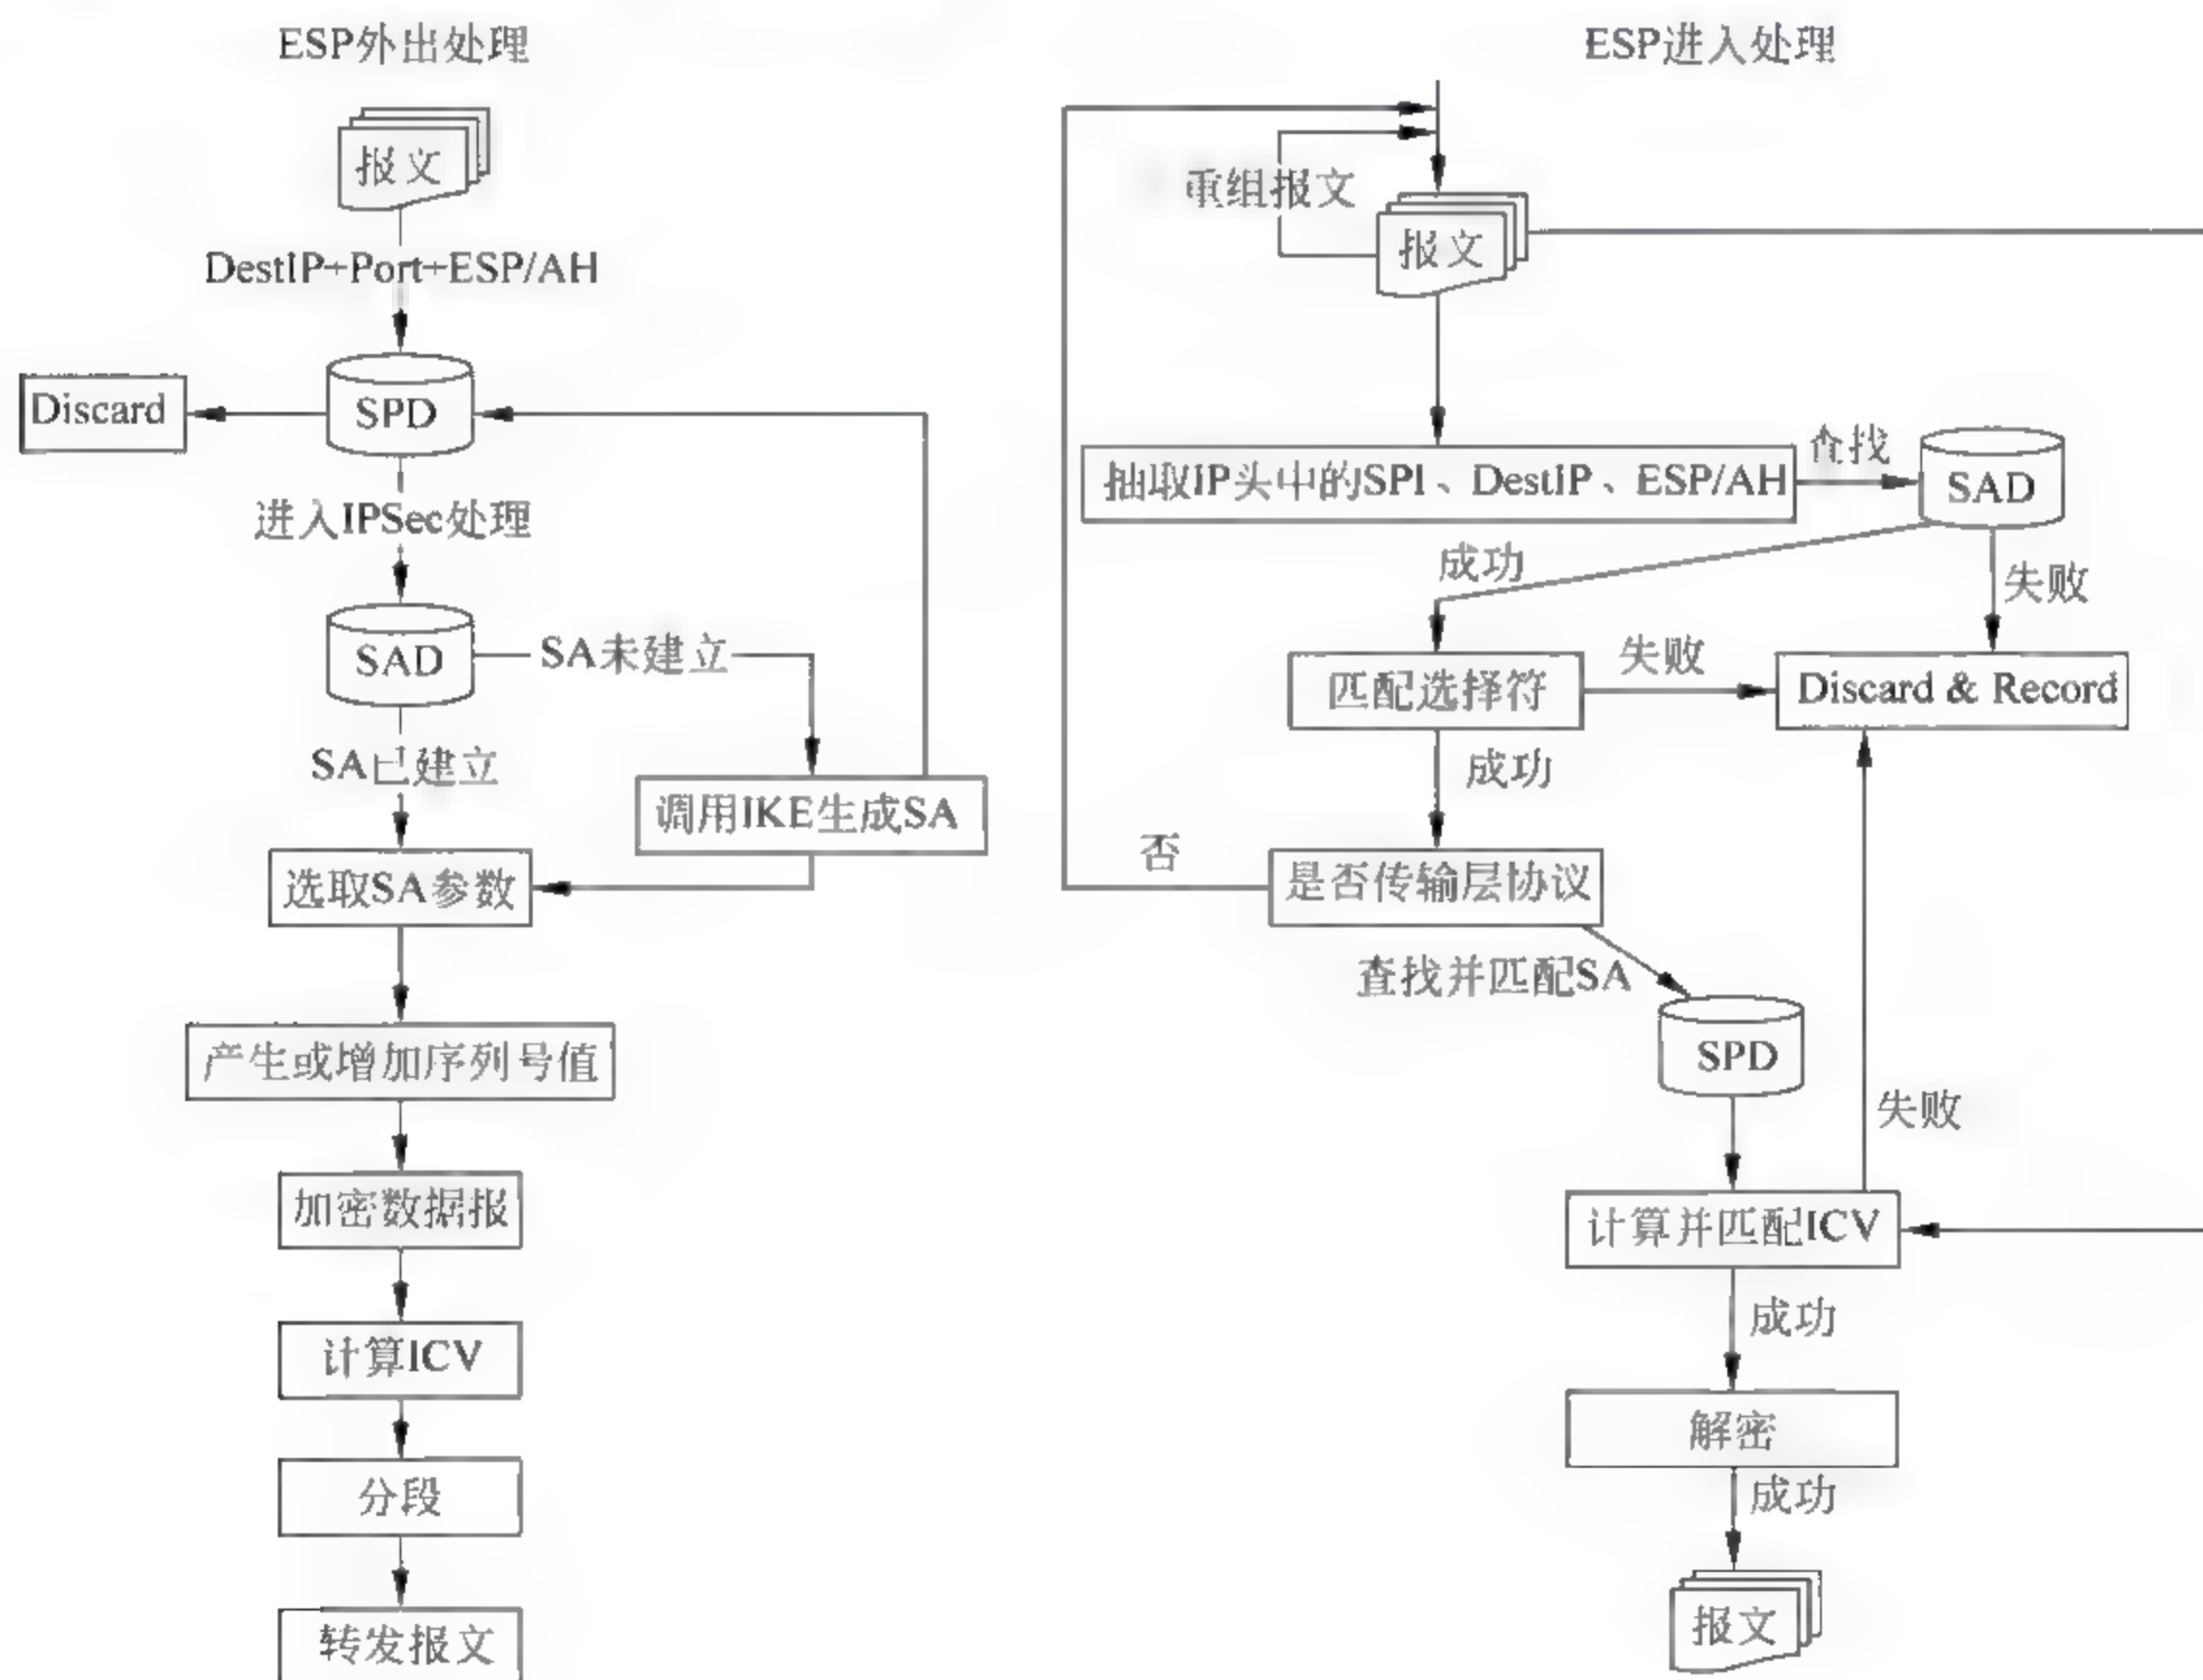 ESP外出处理
报文
DestIP+Port+ESP/AH
SPD
Discard
进入IPSec处理
SAD
SA未建立
SA已建立
调用IKE生成SA
选取SA参数
产生或增加序列号值
加密数据报
计算ICV
分段
转发报文
ESP进入处理
重组报文
报文
抽取IP头中的SPI、DestIP、ESP/AH
查找
SAD
成功
失败
匹配选择符
失败
Discard & Record
成功
否
是否传输层协议
查找并匹配SA
SPD
失败
计算并匹配ICV
成功
解密
成功
报文